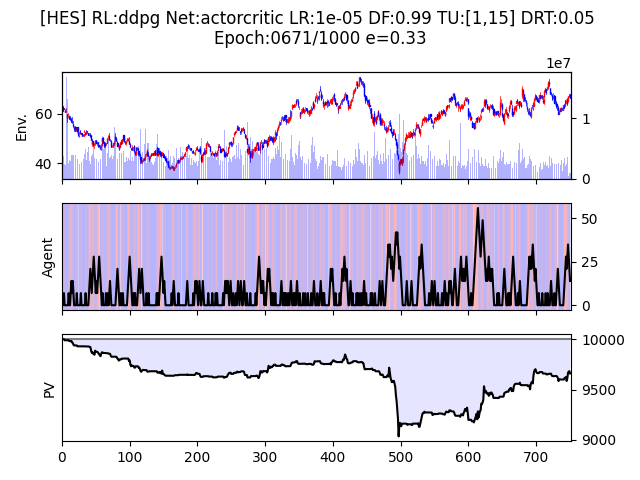 [HES] RL:ddpg Net:actorcritic LR:1e-05 DF:0.99 TU:[1,15] DRT:0.05
Epoch:0671/1000 e=0.33
1e7
Env.
60
40
1
0
Agent
50
25
0
PV
10000
9500
9000
0 100 200 300 400 500 600 700